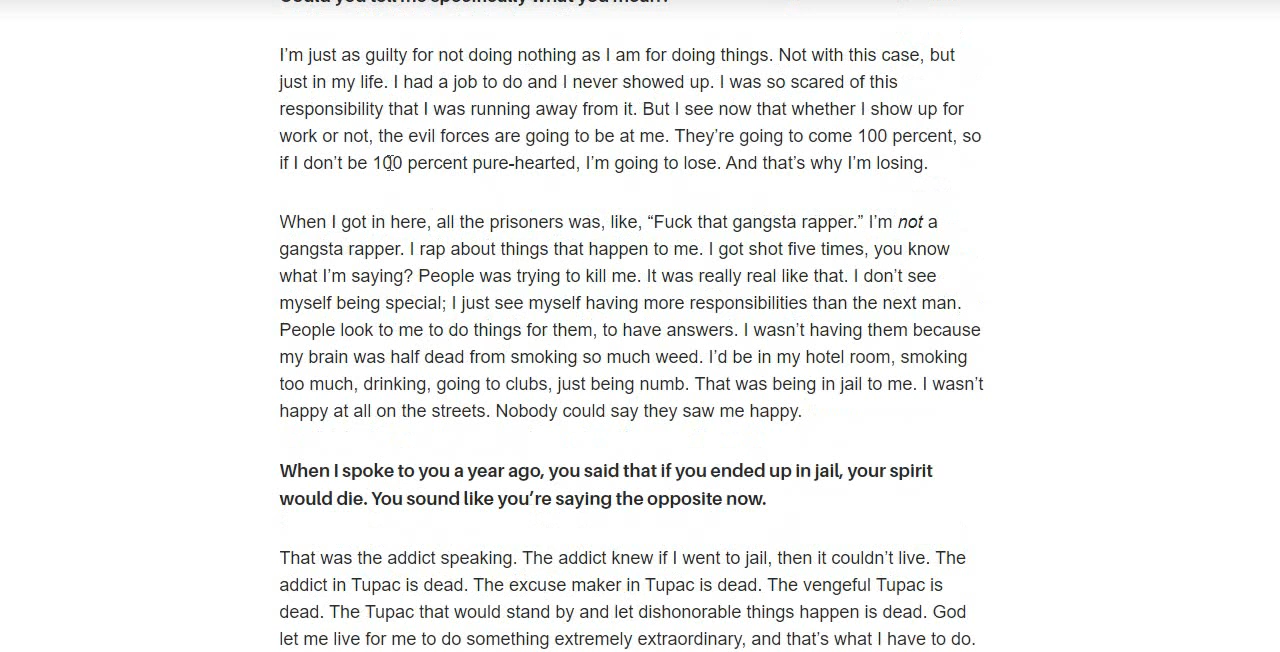 Could you tell me specifically what you mean?
I’m just as guilty for not doing nothing as I am for doing things. Not with this case, but
just in my life. I had a job to do and I never showed up. I was so scared of this
responsibility that I was running away from it. But I see now that whether I show up for
work or not, the evil forces are going to be at me. They’re going to come 100 percent, so
if I don’t be 100 percent pure-hearted, I’m going to lose. And that’s why I’m losing.
When I got in here, all the prisoners was, like, “Fuck that gangsta rapper.” I’m not a
gangsta rapper. I rap about things that happen to me. I got shot five times, you know
what I’m saying? People was trying to kill me. It was really real like that. I don’t see
myself being special; I just see myself having more responsibilities than the next man.
People look to me to do things for them, to have answers. I wasn’t having them because
my brain was half dead from smoking so much weed. I’d be in my hotel room, smoking
too much, drinking, going to clubs, just being numb. That was being in jail to me. I wasn’t
happy at all on the streets. Nobody could say they saw me happy.
When I spoke to you a year ago, you said that if you ended up in jail, your spirit
would die. You sound like you’re saying the opposite now.
That was the addict speaking. The addict knew if I went to jail, then it couldn’t live. The
addict in Tupac is dead. The excuse maker in Tupac is dead. The vengeful Tupac is
dead. The Tupac that would stand by and let dishonorable things happen is dead. God
let me live for me to do something extremely extraordinary, and that’s what I have to do.